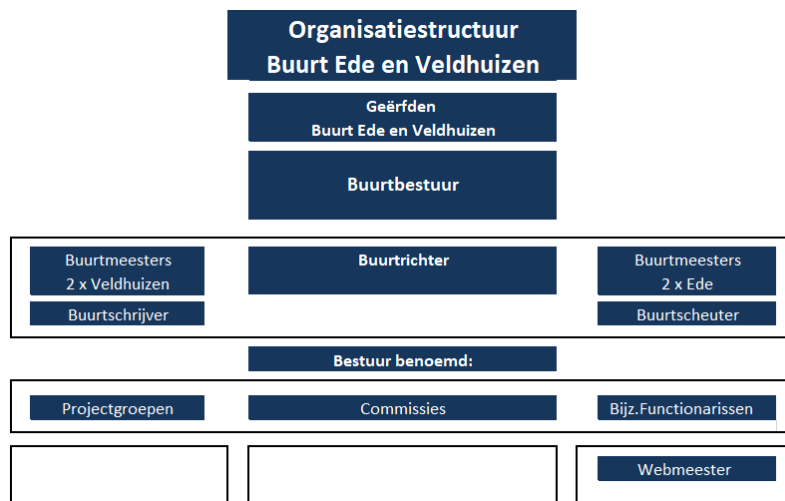 Organisatiestructuur
Buurt Ede en Veldhuizen
Geërfden
Buurt Ede en Veldhuizen
Buurtbestuur
Buurtmeesters
2 x Veldhuizen
Buurtschrijver
Buurtrichter
Buurtmeesters
2 x Ede
Buurtscheuter
Bestuur benoemd:
Projectgroepen
Commissies
Bijz.Functionarissen
Webmeester